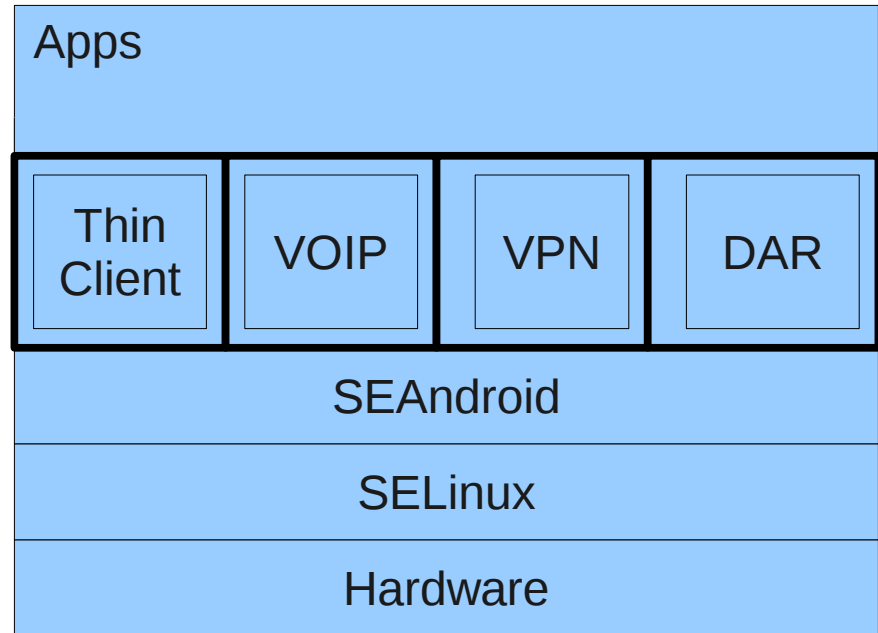 Apps
Thin
Client
VOIP
VPN
DAR
SEAndroid
SELinux
Hardware